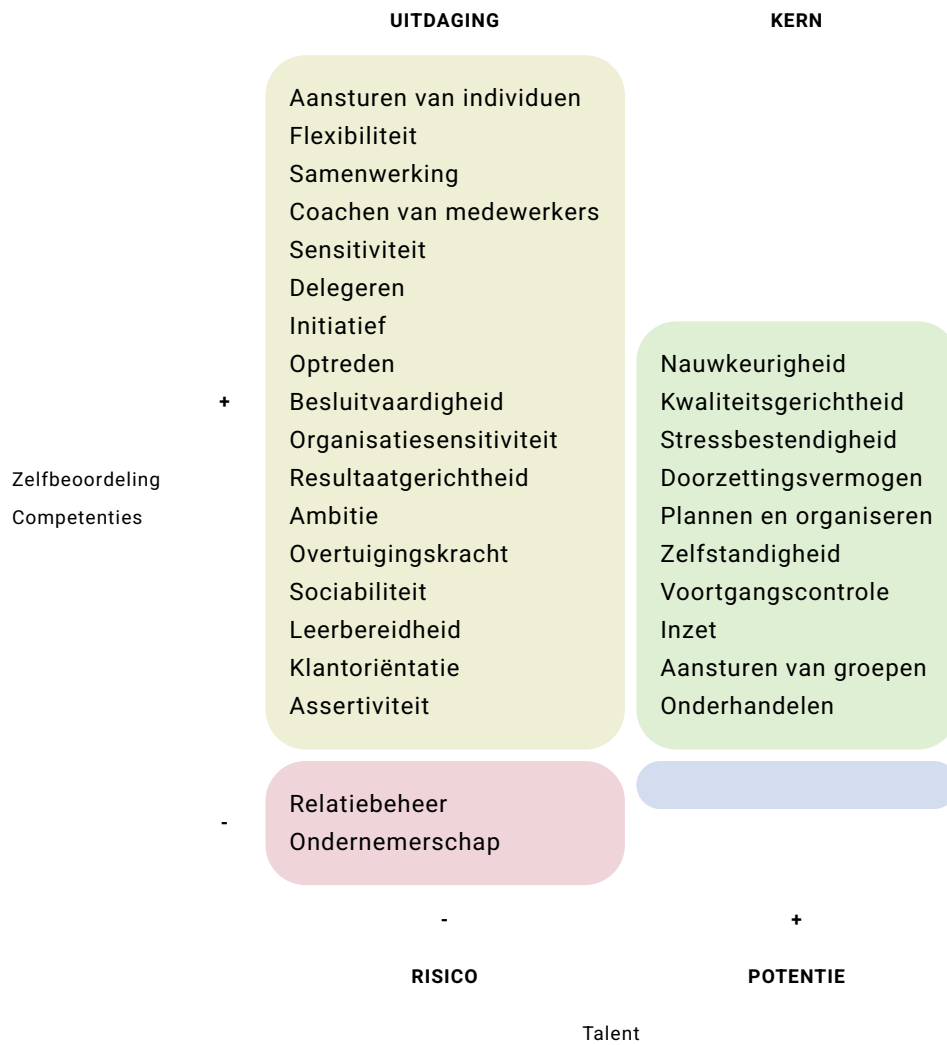 UITDAGING
KERN
Aansturen van individuen
Flexibiliteit
Samenwerking
Coachen van medewerkers
Sensitiviteit
Delegeren
Initiatief
Optreden
Besluitvaardigheid
Organisatiesensitiviteit
Resultaatgerichtheid
Ambitie
Overtuigingskracht
Sociabiliteit
Leerbereidheid
Klantoriëntatie
Assertiviteit
Nauwkeurigheid
Kwaliteitsgerichtheid
Stressbestendigheid
Doorzettingsvermogen
Plannen en organiseren
Zelfstandigheid
Voortgangscontrole
Inzet
Aansturen van groepen
Onderhandelen
+
Zelfbeoordeling
Competenties
-
Relatiebeheer
Ondernemerschap
-
+
RISICO
POTENTIE
Talent